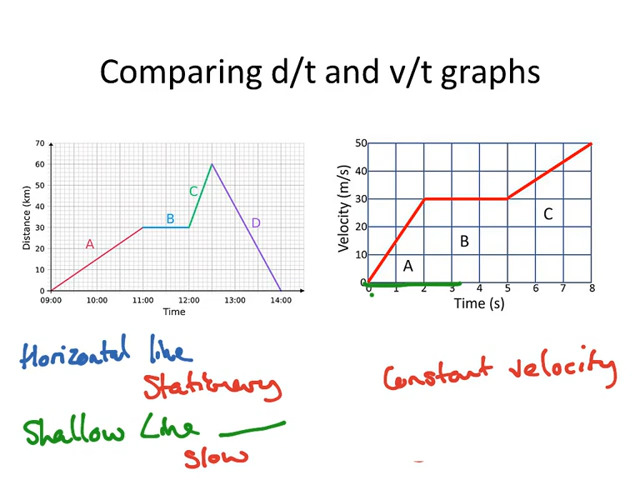 Comparing d/t and v/t graphs
Distance (km)
70
60
50
40
30
20
10
0
A
B
C
D
09:00 10:00 11:00 12:00 13:00 14:00
Time
Velocity (m/s)
50
40
30
20
10
0
A
B
C
0 1 2 3 4 5 6 7 8
Time (s)
Horizontal line
Stationary
Shallow Line
Slow
Constant velocity